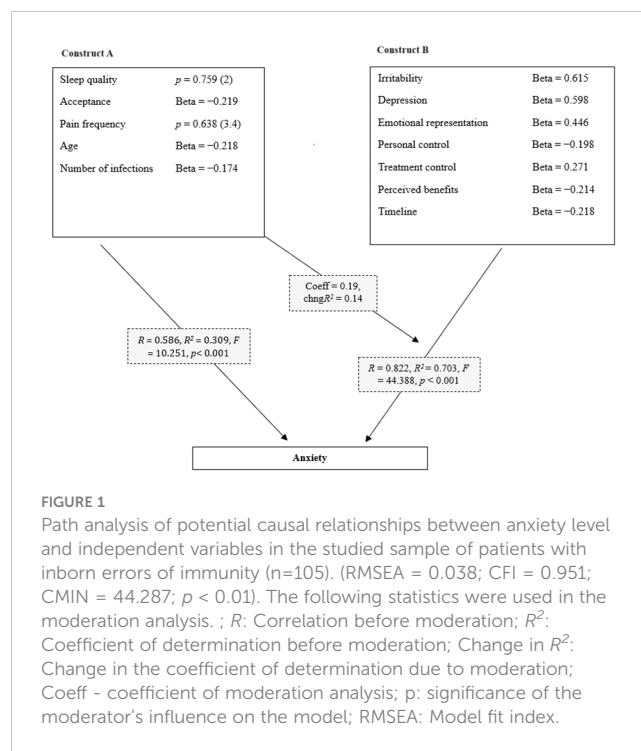 Construct A
Sleep quality p = 0.759 (2)
Acceptance Beta = −0.219
Pain frequency p = 0.638 (3.4)
Age Beta = −0.218
Number of infections Beta = −0.174
Construct B
Irritability Beta = 0.615
Depression Beta = 0.598
Emotional representation Beta = 0.446
Personal control Beta = −0.198
Treatment control Beta = 0.271
Perceived benefits Beta = −0.214
Timeline Beta = −0.218
Coeff = 0.19,
chngR² = 0.14
R = 0.586, R² = 0.309, F
= 10.251, p< 0.001
R = 0.822, R² = 0.703, F
= 44.388, p < 0.001
Anxiety
FIGURE 1
Path analysis of potential causal relationships between anxiety level
and independent variables in the studied sample of patients with
inborn errors of immunity (n=105). (RMSEA = 0.038; CFI = 0.951;
CMIN = 44.287; p < 0.01). The following statistics were used in the
moderation analysis. ; R: Correlation before moderation; R²:
Coefficient of determination before moderation; Change in R²:
Change in the coefficient of determination due to moderation;
Coeff - coefficient of moderation analysis; p: significance of the
moderator's influence on the model; RMSEA: Model fit index.